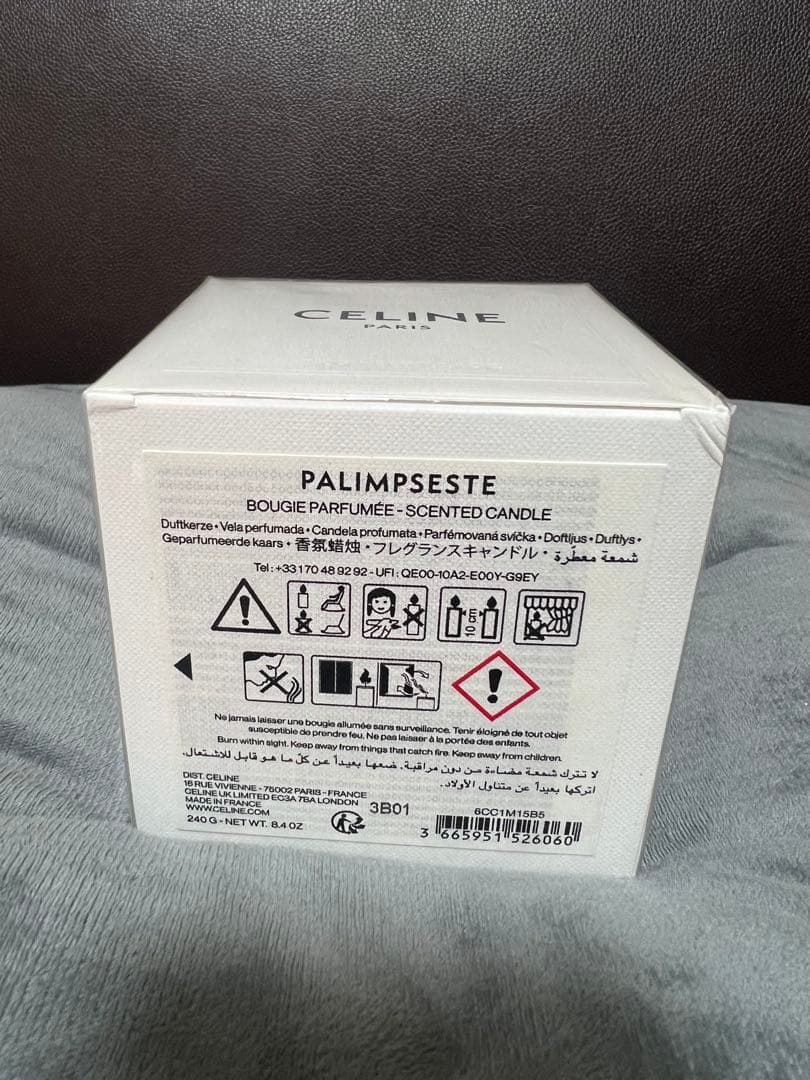 CELINE
PARIS
PALIMPSESTE
BOUGIE PARFUMÉE - SCENTED CANDLE
Duftkerze • Vela perfumada • Candela profumata • Parfémovaná svíčka • Doftljus • Duftlys •
Geparfumeerde kaars • 香氛蜡烛 • フレグランスキャンドル • شمعة معطّرة
Tel : +33 1 70 48 92 92 - UFI : QE00-10A2-E00Y-G9EY
10 cm
Ne jamais laisser une bougie allumée sans surveillance. Tenir éloigné de tout objet
susceptible de prendre feu. Ne pas laisser à la portée des enfants.
Burn within sight. Keep away from things that catch fire. Keep away from children.
لا تترك شمعة مضاءة من دون مراقبة. ضعها بعيداً عن كلّ ما هو قابل للاشتعال.
اتركها بعيداً عن متناول الأولاد.
DIST. CELINE
16 RUE VIVIENNE - 75002 PARIS - FRANCE
CELINE UK LIMITED EC3A 7BA LONDON
MADE IN FRANCE
WWW.CELINE.COM
240 G - NET WT. 8.4 OZ
3B01
6CC1M15B5
3 665951 526060